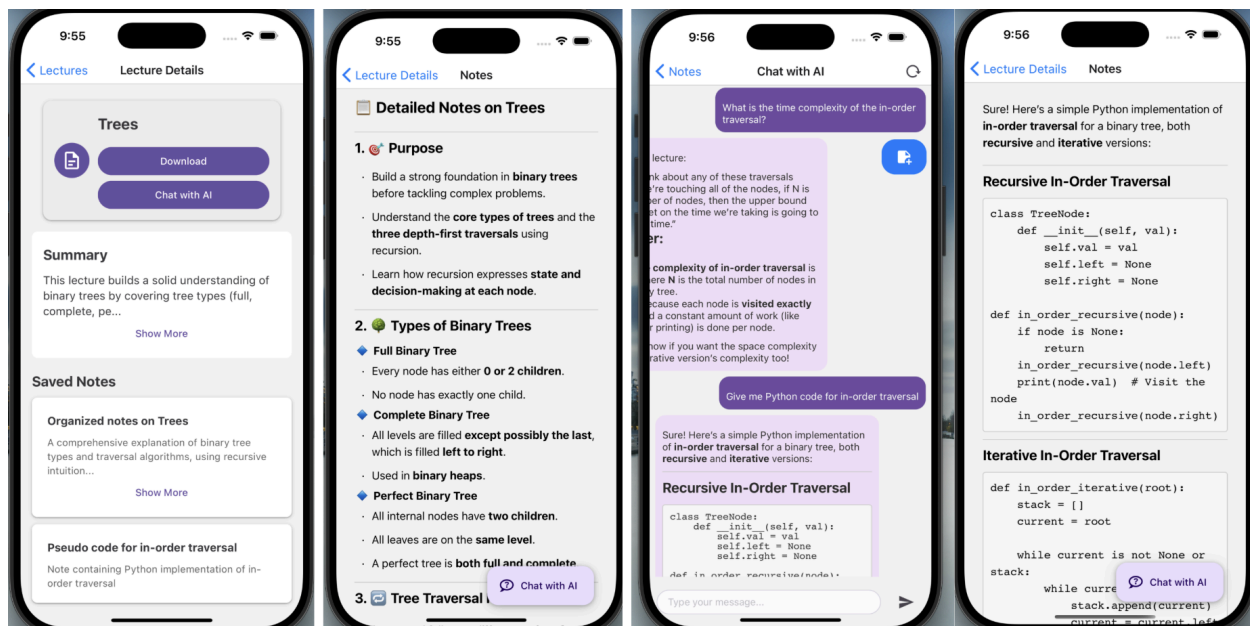 9:55
Lectures
Lecture Details
Trees
Download
Chat with AI
Summary
This lecture builds a solid understanding of
binary trees by covering tree types (full,
complete, pe...
Show More
Saved Notes
Organized notes on Trees
A comprehensive explanation of binary tree
types and traversal algorithms, using recursive
intuition...
Show More
Pseudo code for in-order traversal
Note containing Python implementation of in-
order traversal
9:55
Lecture Details
Notes
Detailed Notes on Trees
1. Purpose
· Build a strong foundation in binary trees
before tackling complex problems.
· Understand the core types of trees and the
three depth-first traversals using
recursion.
· Learn how recursion expresses state and
decision-making at each node.
2. Types of Binary Trees
Full Binary Tree
· Every node has either 0 or 2 children.
· No node has exactly one child.
Complete Binary Tree
· All levels are filled except possibly the last,
which is filled left to right.
· Used in binary heaps.
Perfect Binary Tree
· All internal nodes have two children.
· All leaves are on the same level.
· A perfect tree is both full and complete
Chat with AI
3. Tree Traversal
9:56
Notes
Chat with AI
What is the time complexity of the in-order
traversal?
lecture:
about any of these traversals
're touching all of the nodes, if N is
of nodes, then the upper bound
on the time we're taking is going to
time."
er:
complexity of in-order traversal is
N is the total number of nodes in
tree.
each node is visited exactly
a constant amount of work (like
printing) is done per node.
if you want the space complexity
version's complexity too!
Give me Python code for in-order traversal
Sure! Here's a simple Python implementation
of in-order traversal for a binary tree, both
recursive and iterative versions:
Recursive In-Order Traversal
class TreeNode:
def __init__(self, val):
self.val = val
self.left = None
self.right = None
def in_order_recursive(node):
Type your message...
9:56
Lecture Details
Notes
Sure! Here's a simple Python implementation of
in-order traversal for a binary tree, both
recursive and iterative versions:
Recursive In-Order Traversal
class TreeNode:
def __init__(self, val):
self.val = val
self.left = None
self.right = None
def in_order_recursive(node):
if node is None:
return
in_order_recursive(node.left)
print(node.val)  # Visit the
node
in_order_recursive(node.right)
Iterative In-Order Traversal
def in_order_iterative(root):
stack = []
current = root
while current is not None or
stack:
while curre
Chat with AI
stack.append(current)
current = current.left